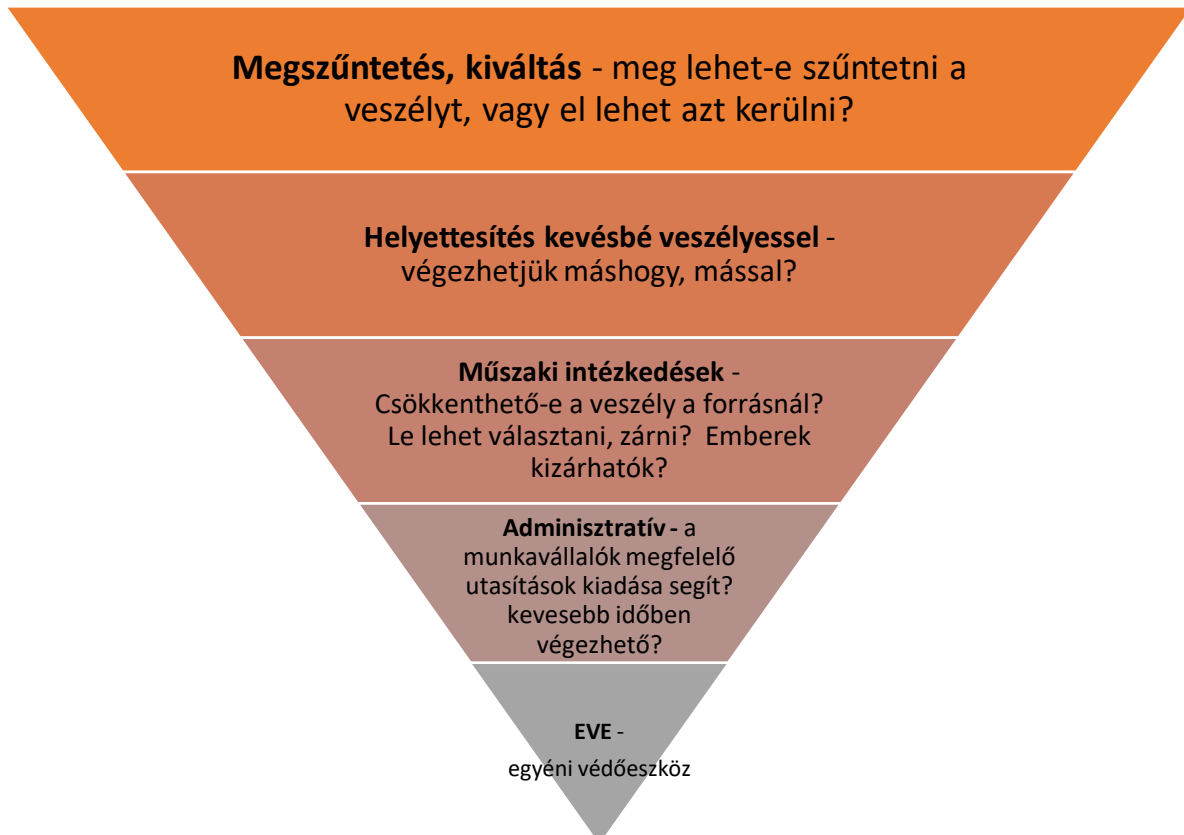 Megszűntetés, kiváltás - meg lehet-e szűntetni a
veszélyt, vagy el lehet azt kerülni?
Helyettesítés kevésbé veszélyessel -
végezhetjük máshogy, mással?
Műszaki intézkedések -
Csökkenthető-e a veszély a forrásnál?
Le lehet választani, zárni? Emberek
kizárhatók?
Adminisztratív - a
munkavállalók megfelelő
utasítások kiadása segít?
kevesebb időben
végezhető?
EVE -
egyéni védőeszköz